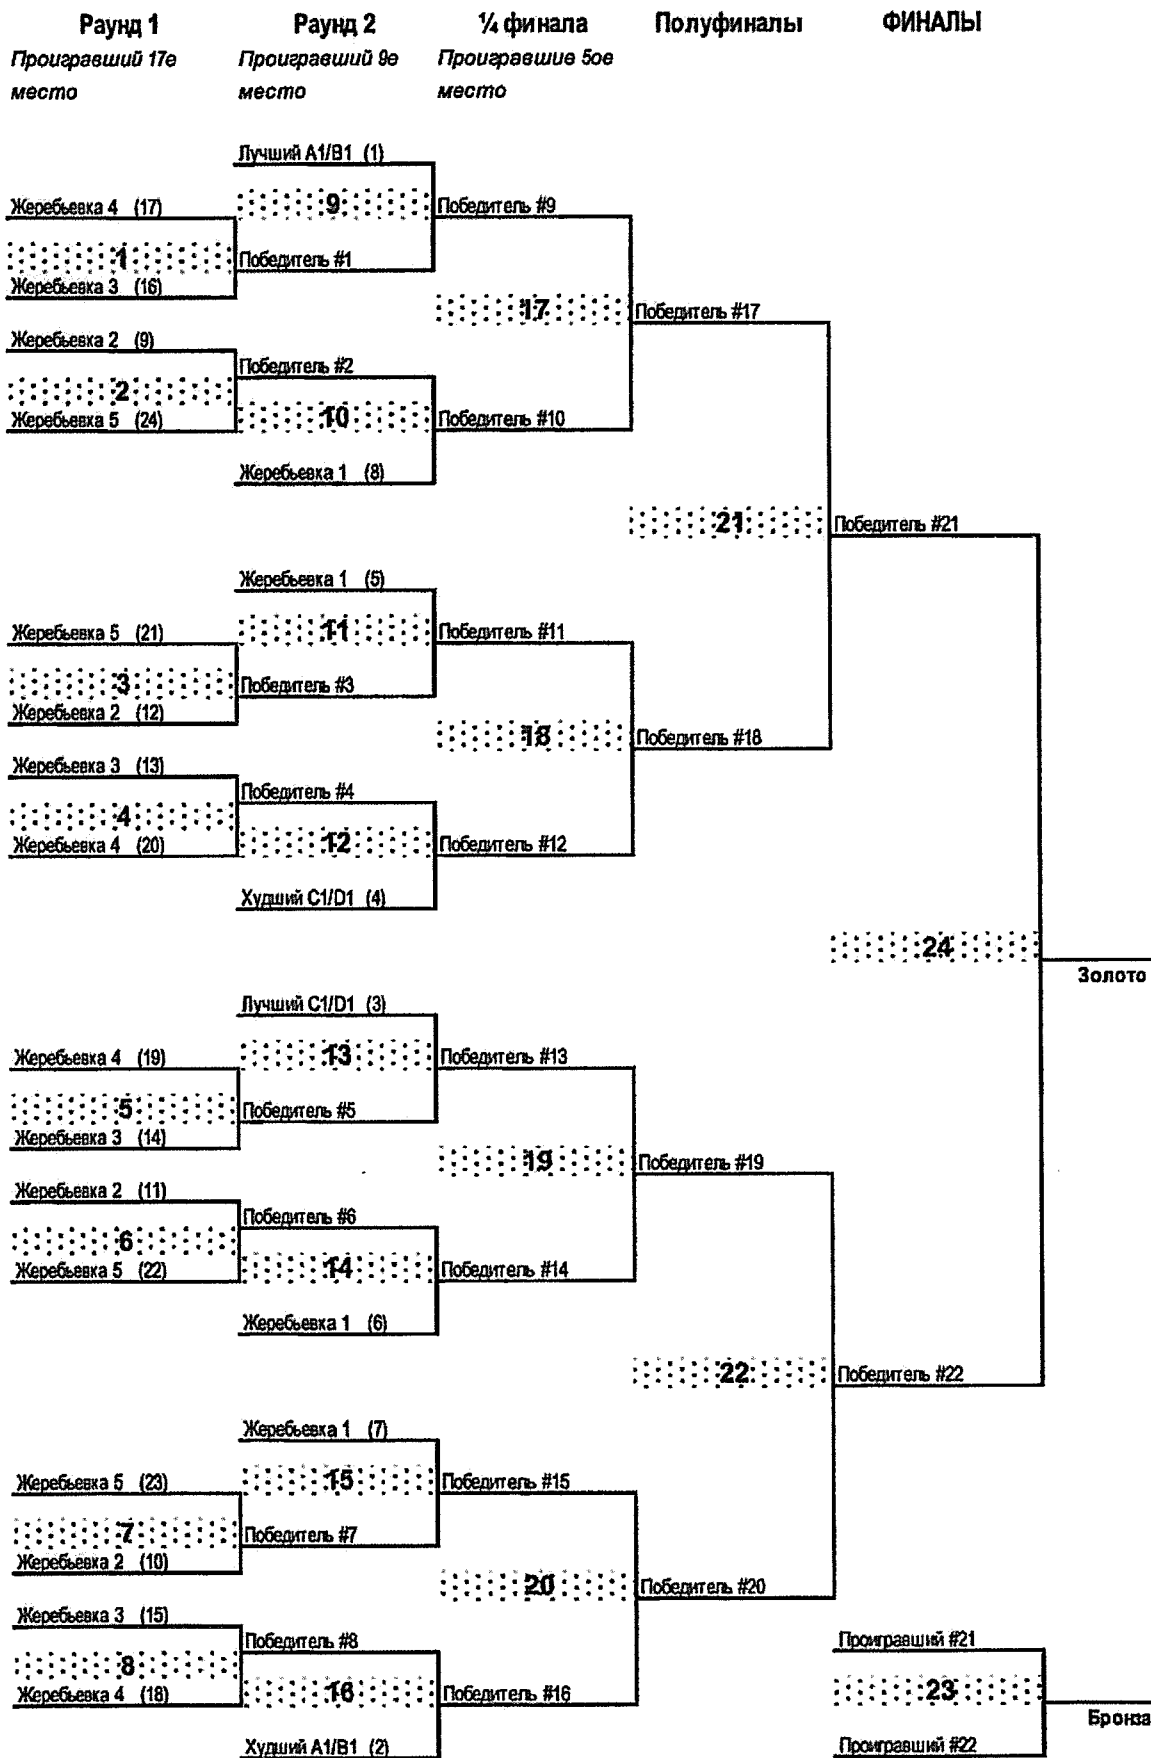 Раунд 1
Проигравший 17е
место
Раунд 2
Проигравший 9е
место
¼ финала
Проигравшие 5ое
место
Полуфиналы
ФИНАЛЫ
Жеребьевка 4 (17)
1
Жеребьевка 3 (16)
Жеребьевка 2 (9)
2
Жеребьевка 5 (24)
Жеребьевка 5 (21)
3
Жеребьевка 2 (12)
Жеребьевка 3 (13)
4
Жеребьевка 4 (20)
Жеребьевка 4 (19)
5
Жеребьевка 3 (14)
Жеребьевка 2 (11)
6
Жеребьевка 5 (22)
Жеребьевка 5 (23)
7
Жеребьевка 2 (10)
Жеребьевка 3 (15)
8
Жеребьевка 4 (18)
Лучший A1/B1 (1)
9
Победитель #1
Победитель #2
10
Жеребьевка 1 (8)
Жеребьевка 1 (5)
11
Победитель #3
Победитель #4
12
Худший C1/D1 (4)
Лучший C1/D1 (3)
13
Победитель #5
Победитель #6
14
Жеребьевка 1 (6)
Жеребьевка 1 (7)
15
Победитель #7
Победитель #8
16
Худший A1/B1 (2)
Победитель #9
17
Победитель #10
Победитель #11
18
Победитель #12
Победитель #13
19
Победитель #14
Победитель #15
20
Победитель #16
Победитель #17
21
Победитель #18
Победитель #19
22
Победитель #20
Победитель #21
24
Победитель #22
Золото
Проигравший #21
23
Проигравший #22
Бронза